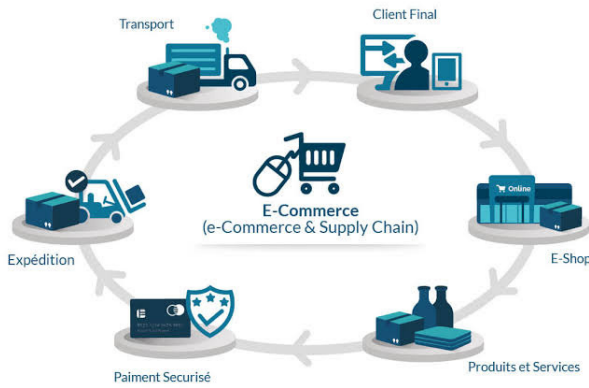 Transport
Client Final
Online
E-Commerce
(e-Commerce & Supply Chain)
Expédition
E-Shop
Paiment Securisé
Produits et Services